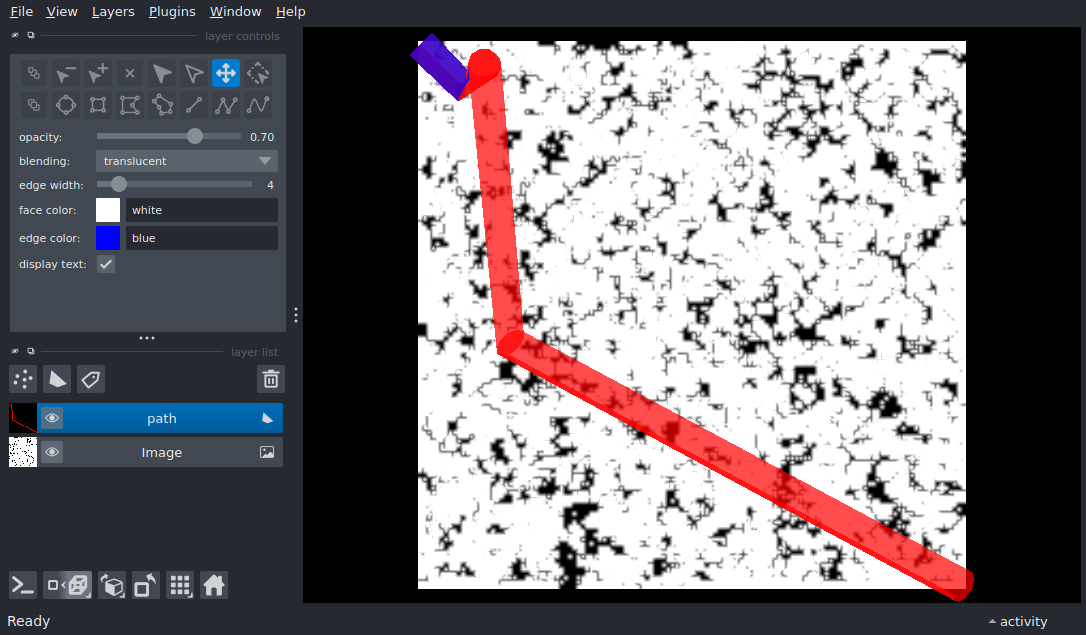 File View Layers Plugins Window Help
layer controls
opacity: 0.70
blending: translucent
edge width: 4
face color: white
edge color: blue
display text:
layer list
path
Image
Ready activity